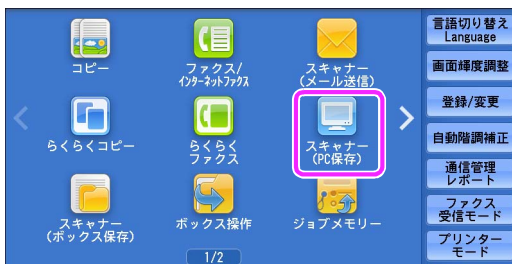 コピー
ファクス/
インターネットファクス
スキャナー
(メール送信)
らくらくコピー
らくらく
ファクス
スキャナー
(PC保存)
スキャナー
(ボックス保存)
ボックス操作
ジョブメモリー
1/2
言語切り替え
Language
画面輝度調整
登録/変更
自動階調補正
通信管理
レポート
ファクス
受信モード
プリンター
モード